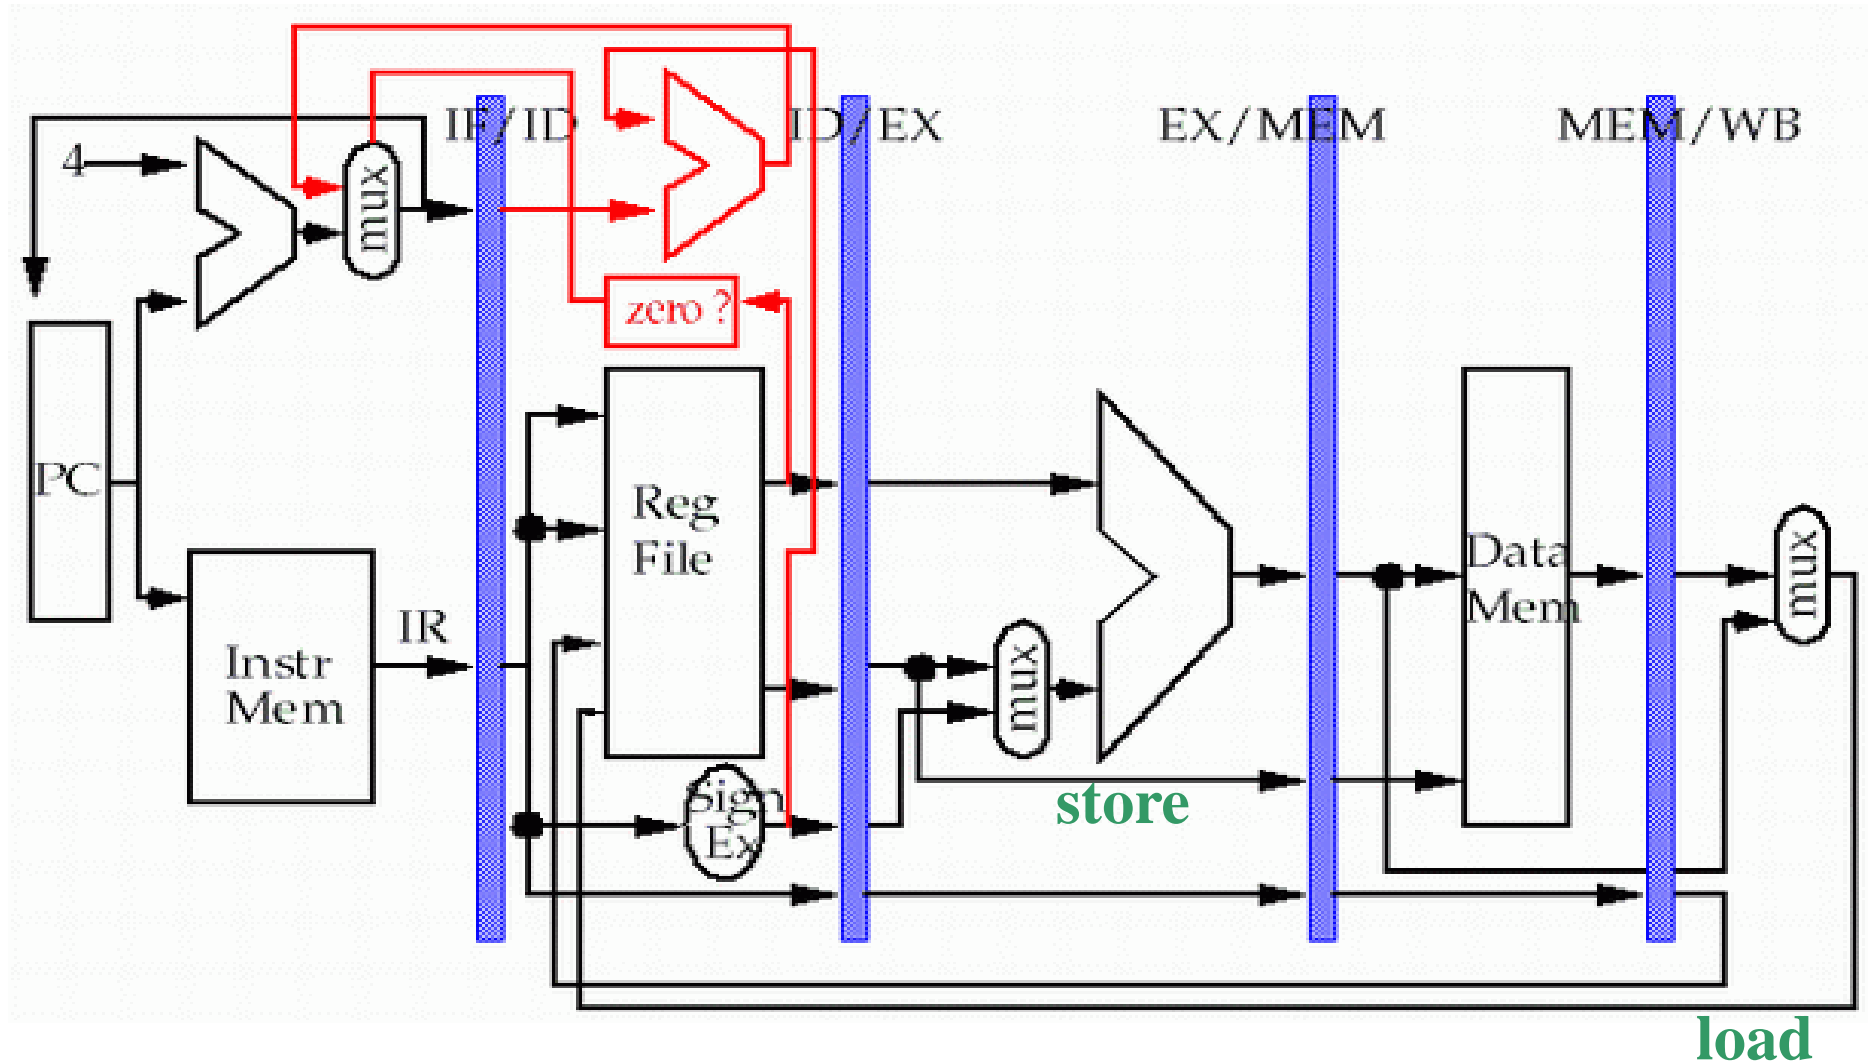 IF/ID
ID/EX
EX/MEM
MEM/WB
4
mux
zero ?
PC
Reg
File
Instr
Mem
IR
Sign
Ex
mux
Data
Mem
mux
store
load